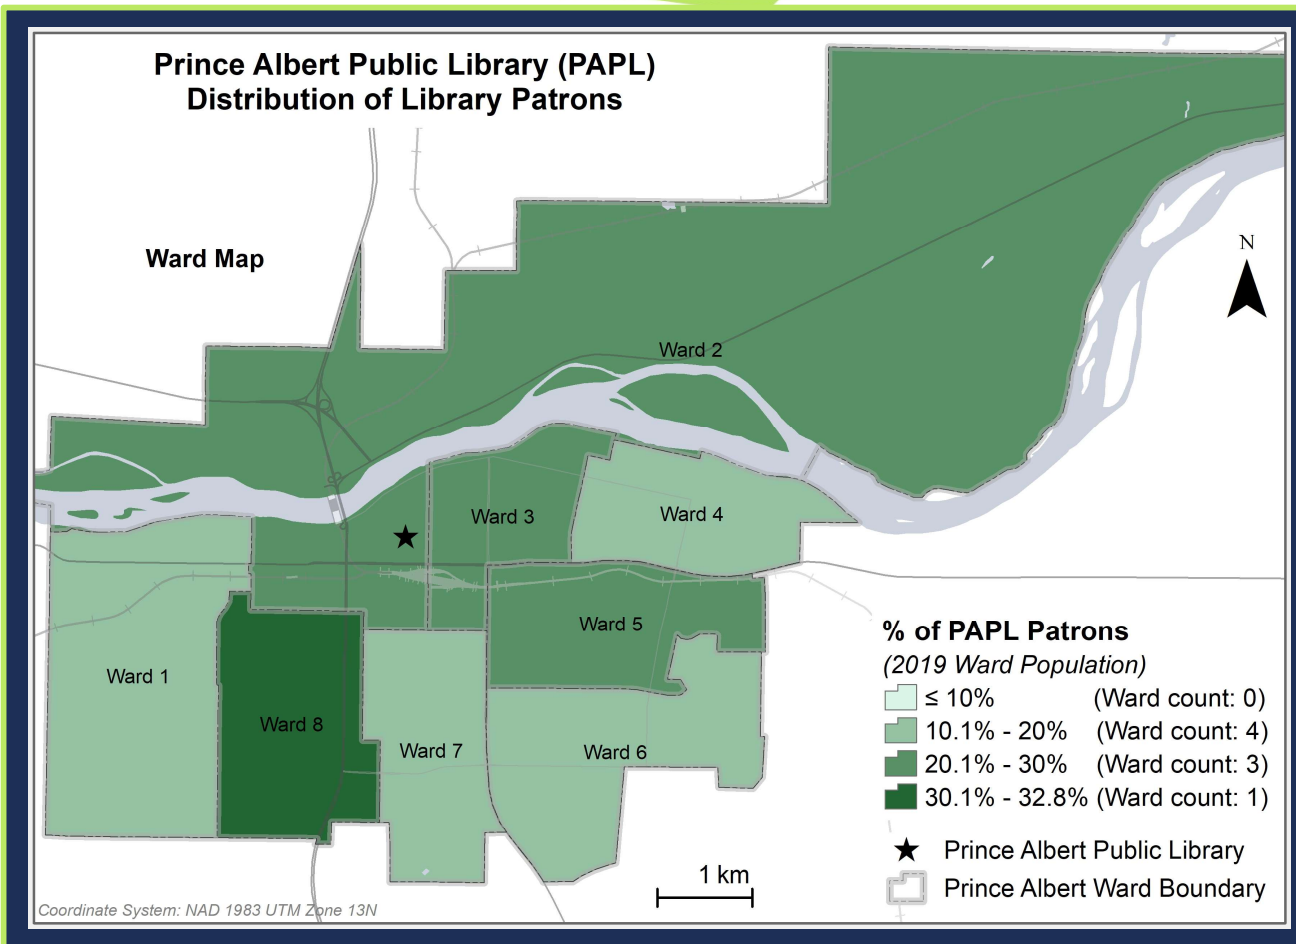 Prince Albert Public Library (PAPL)
Distribution of Library Patrons
Ward Map
N
Ward 2
Ward 3
Ward 4
Ward 5
Ward 1
Ward 8
Ward 7
Ward 6
% of PAPL Patrons
(2019 Ward Population)
≤ 10% (Ward count: 0)
10.1% - 20% (Ward count: 4)
20.1% - 30% (Ward count: 3)
30.1% - 32.8% (Ward count: 1)
Prince Albert Public Library
Prince Albert Ward Boundary
1 km
Coordinate System: NAD 1983 UTM Zone 13N